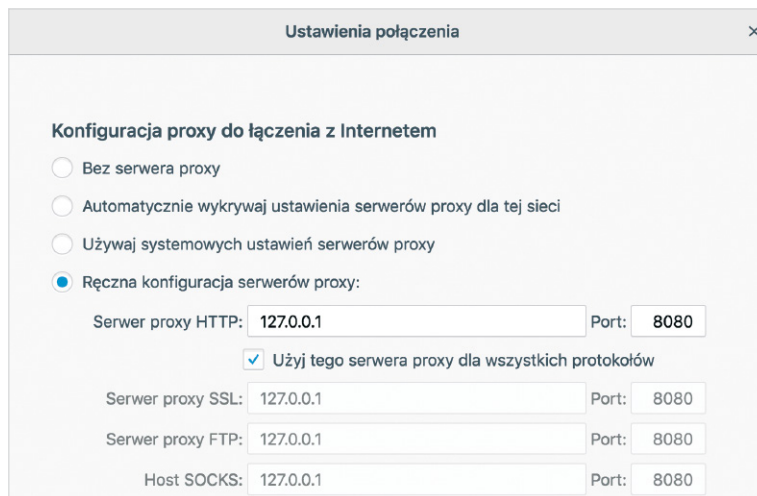 Ustawienia połączenia ×
Konfiguracja proxy do łączenia z Internetem
Bez serwera proxy
Automatycznie wykrywaj ustawienia serwerów proxy dla tej sieci
Używaj systemowych ustawień serwerów proxy
Ręczna konfiguracja serwerów proxy:
Serwer proxy HTTP: 127.0.0.1 Port: 8080
Użyj tego serwera proxy dla wszystkich protokołów
Serwer proxy SSL: 127.0.0.1 Port: 8080
Serwer proxy FTP: 127.0.0.1 Port: 8080
Host SOCKS: 127.0.0.1 Port: 8080